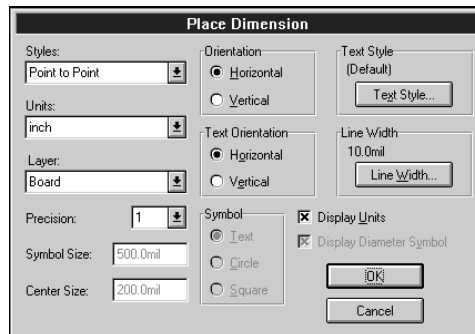 Place Dimension
Styles:
Point to Point
Units:
inch
Layer:
Board
Precision:
1
Symbol Size:
500.0mil
Center Size:
200.0mil
Orientation
Horizontal
Vertical
Text Orientation
Horizontal
Vertical
Symbol
Text
Circle
Square
Text Style
(Default)
Text Style...
Line Width
10.0mil
Line Width...
Display Units
Display Diameter Symbol
OK
Cancel